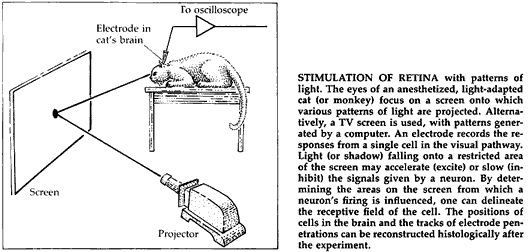 To oscilloscope
Electrode in
cat's brain
Screen
Projector
STIMULATION OF RETINA with patterns of
light. The eyes of an anesthetized, light-adapted
cat (or monkey) focus on a screen onto which
various patterns of light are projected. Alterna-
tively, a TV screen is used, with patterns gener-
ated by a computer. An electrode records the re-
sponses from a single cell in the visual pathway.
Light (or shadow) falling onto a restricted area
of the screen may accelerate (excite) or slow (in-
hibit) the signals given by a neuron. By deter-
mining the areas on the screen from which a
neuron's firing is influenced, one can delineate
the receptive field of the cell. The positions of
cells in the brain and the tracks of electrode pen-
etrations can be reconstructed histologically after
the experiment.